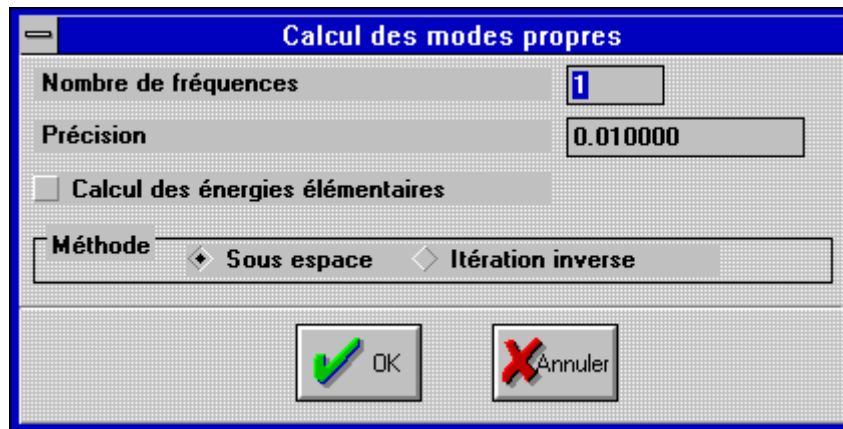 Calcul des modes propres
Nombre de fréquences 1
Précision 0.010000
Calcul des énergies élémentaires
Méthode
Sous espace Itération inverse
OK Annuler